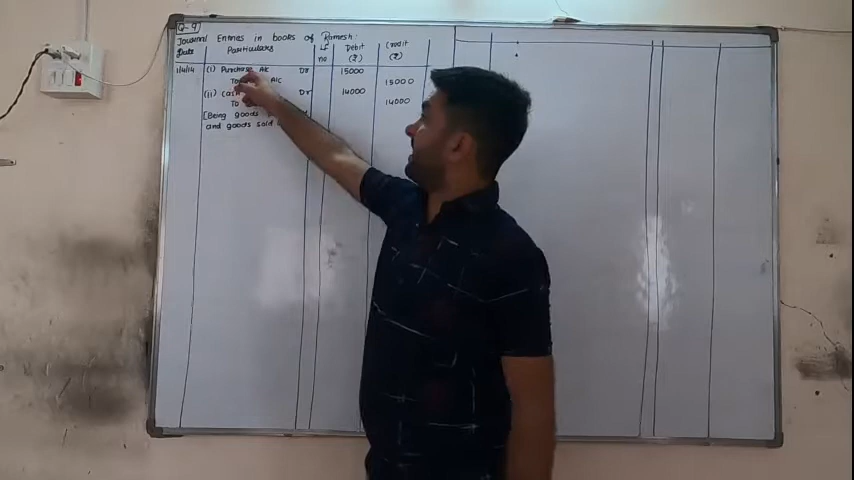 Q-9
Journal Entries in books of Ramesh:
Date Particulars LF no Debit (₹) Credit (₹)
1/4/14 (i) Purchase A/c Dr 15000
To A/c 15000
(ii) Cash Dr 14000
To 14000
[Being goods
and goods sold